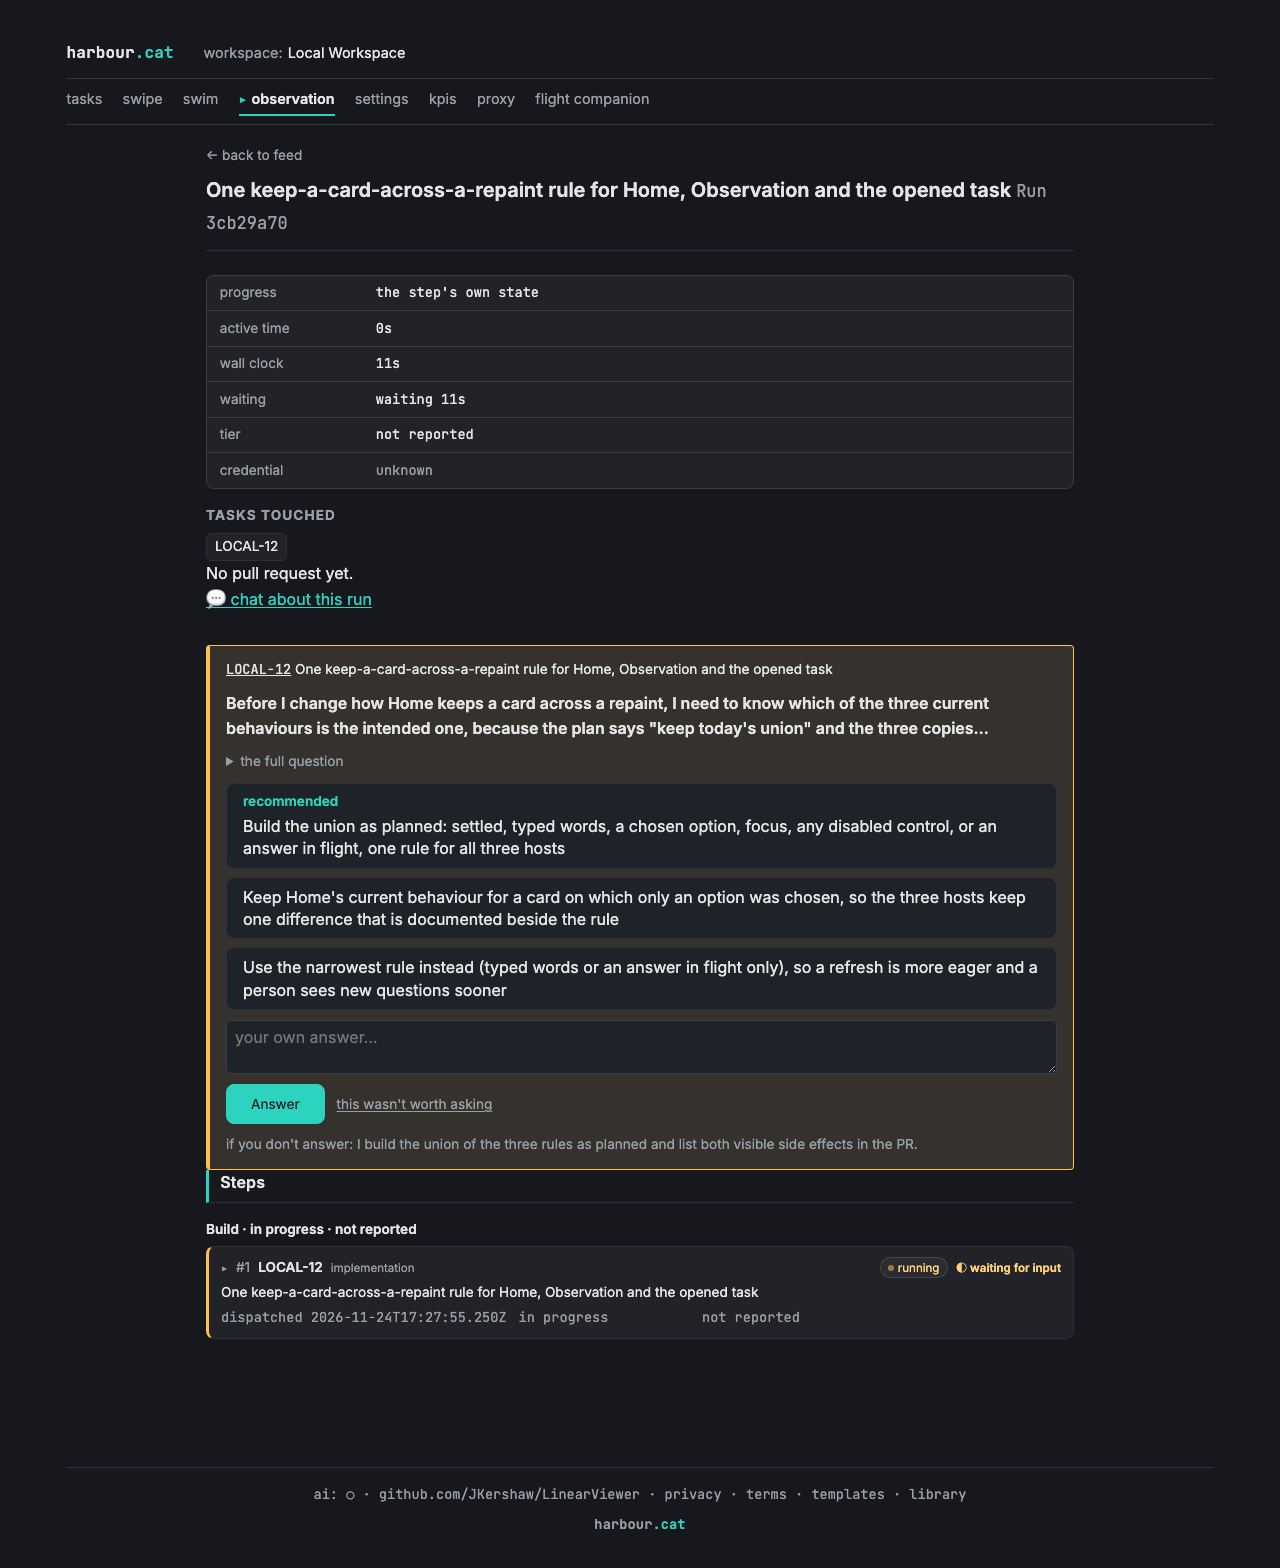 harbour.cat workspace: Local Workspace
tasks swipe swim ▸ observation settings kpis proxy flight companion
← back to feed
One keep-a-card-across-a-repaint rule for Home, Observation and the opened task Run
3cb29a70
progress the step's own state
active time 0s
wall clock 11s
waiting waiting 11s
tier not reported
credential unknown
TASKS TOUCHED
LOCAL-12
No pull request yet.
💬 chat about this run
LOCAL-12 One keep-a-card-across-a-repaint rule for Home, Observation and the opened task
Before I change how Home keeps a card across a repaint, I need to know which of the three current
behaviours is the intended one, because the plan says "keep today's union" and the three copies…
▶ the full question
recommended
Build the union as planned: settled, typed words, a chosen option, focus, any disabled control, or an
answer in flight, one rule for all three hosts
Keep Home's current behaviour for a card on which only an option was chosen, so the three hosts keep
one difference that is documented beside the rule
Use the narrowest rule instead (typed words or an answer in flight only), so a refresh is more eager and a
person sees new questions sooner
your own answer...
Answer this wasn't worth asking
if you don't answer: I build the union of the three rules as planned and list both visible side effects in the PR.
Steps
Build · in progress · not reported
▸ #1 LOCAL-12 implementation ● running ◐ waiting for input
One keep-a-card-across-a-repaint rule for Home, Observation and the opened task
dispatched 2026-11-24T17:27:55.250Z in progress not reported
ai: ○ · github.com/JKershaw/LinearViewer · privacy · terms · templates · library
harbour.cat